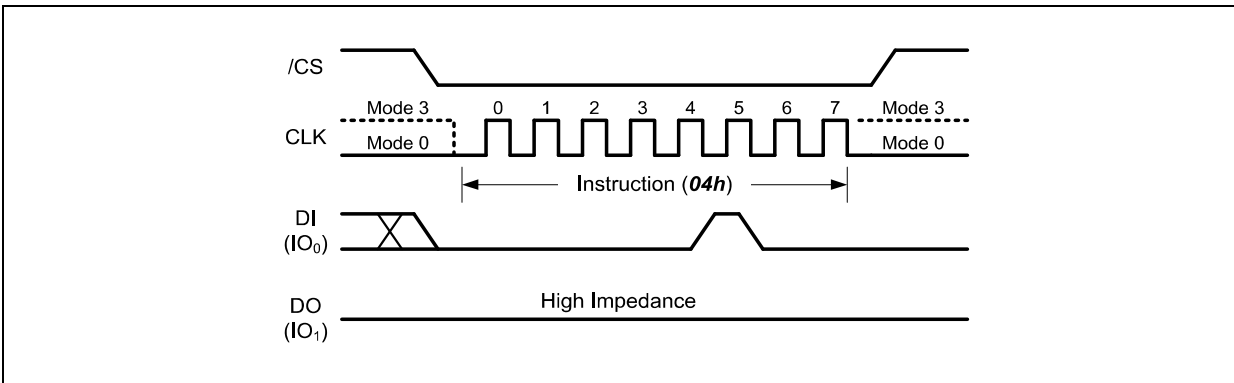 /CS
Mode 3 0 1 2 3 4 5 6 7 Mode 3
CLK
Mode 0 Mode 0
Instruction (04h)
DI
(IO₀)
High Impedance
DO
(IO₁)